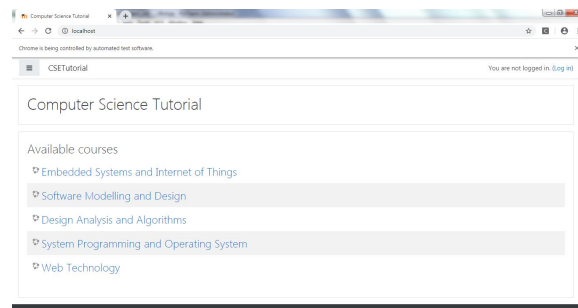 Computer Science Tutorial
localhost
Chrome is being controlled by automated test software.
CSETutorial
You are not logged in. (Log in)
Computer Science Tutorial
Available courses
Embedded Systems and Internet of Things
Software Modelling and Design
Design Analysis and Algorithms
System Programming and Operating System
Web Technology